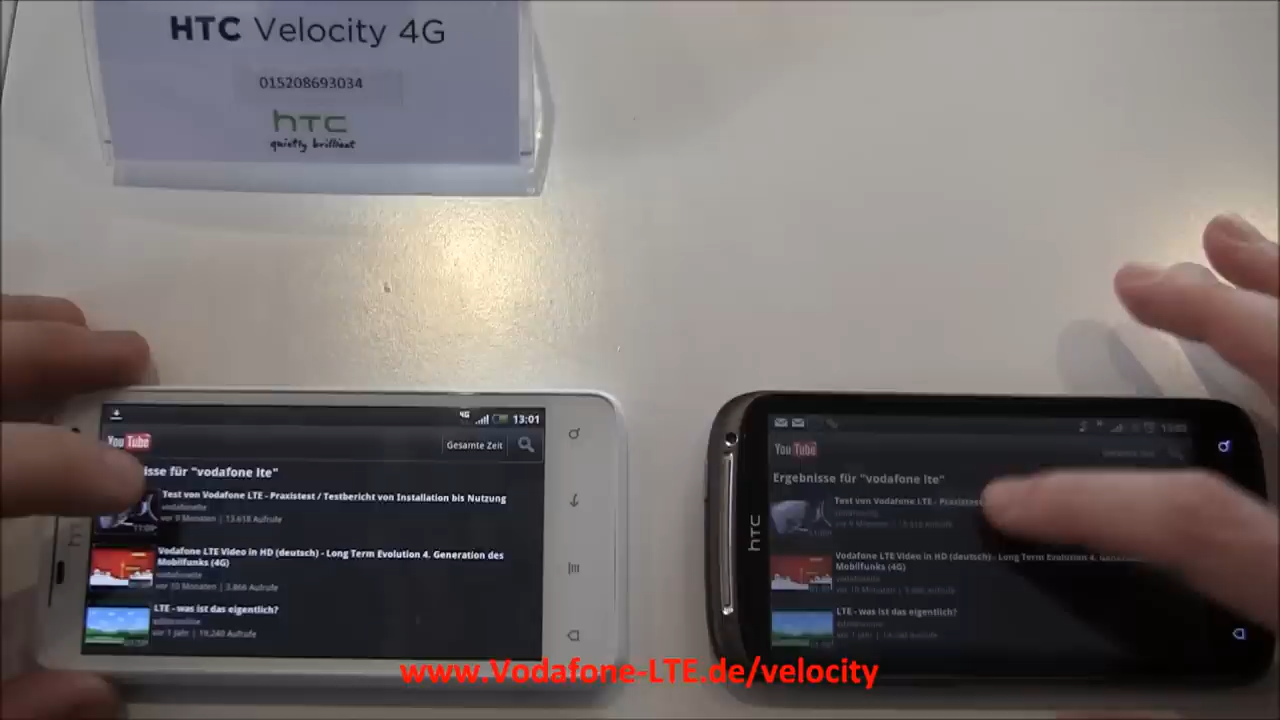 HTC Velocity 4G
015208693034
htc
quietly brilliant
4G 13:01
YouTube
Gesamte Zeit
isse für "vodafone lte"
Test von Vodafone LTE - Praxistest / Testbericht von Installation bis Nutzung
vodafonelte
vor 9 Monaten | 13.618 Aufrufe
Vodafone LTE Video in HD (deutsch) - Long Term Evolution 4. Generation des
Mobilfunks (4G)
vodafonelte
vor 10 Monaten | 3.866 Aufrufe
LTE - was ist das eigentlich?
vor 1 Jahr | 19.240 Aufrufe
htc
YouTube
Ergebnisse für "vodafone lte"
Test von Vodafone LTE - Praxistest
Vodafone LTE Video in HD (deutsch) - Long Term Evolution 4.
Mobilfunks (4G)
LTE - was ist das eigentlich?
htc
www.Vodafone-LTE.de/velocity